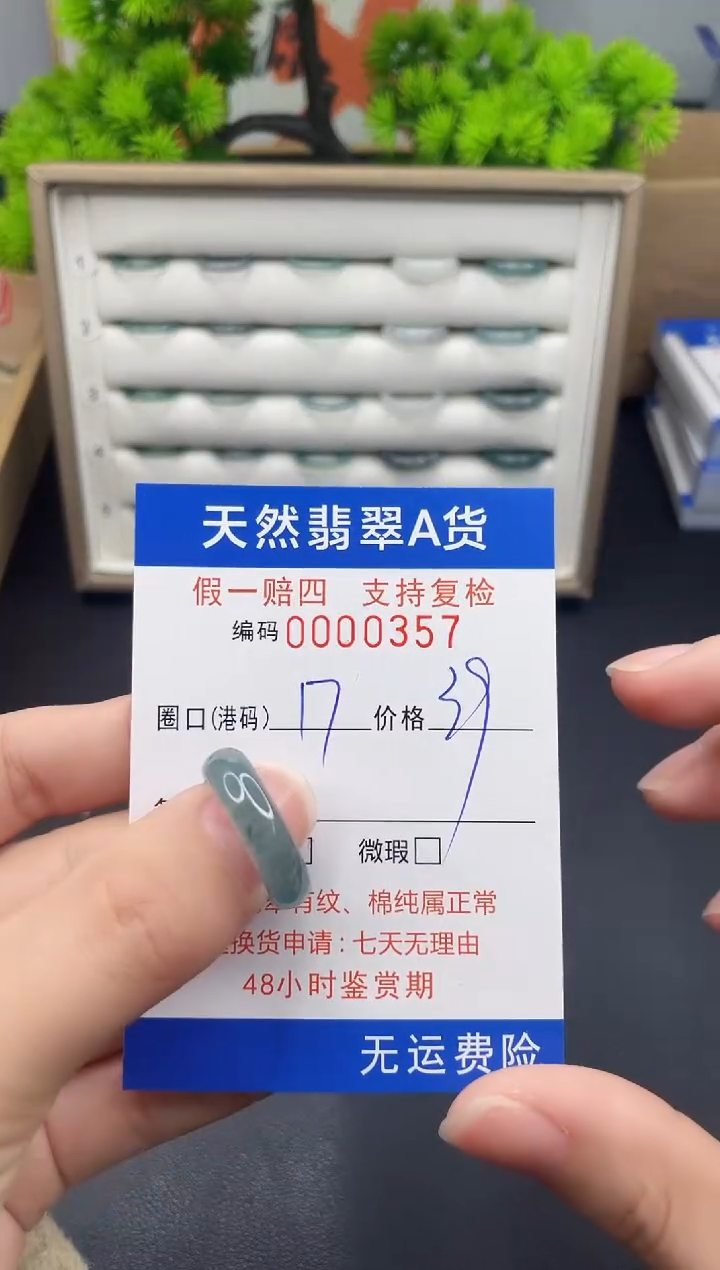 天然翡翠A货
假一赔四 支持复检
编码 0000357
圈口(港码) 17 价格 39
微瑕□
有纹、棉纯属正常
换货申请:七天无理由
48小时鉴赏期
无运费险